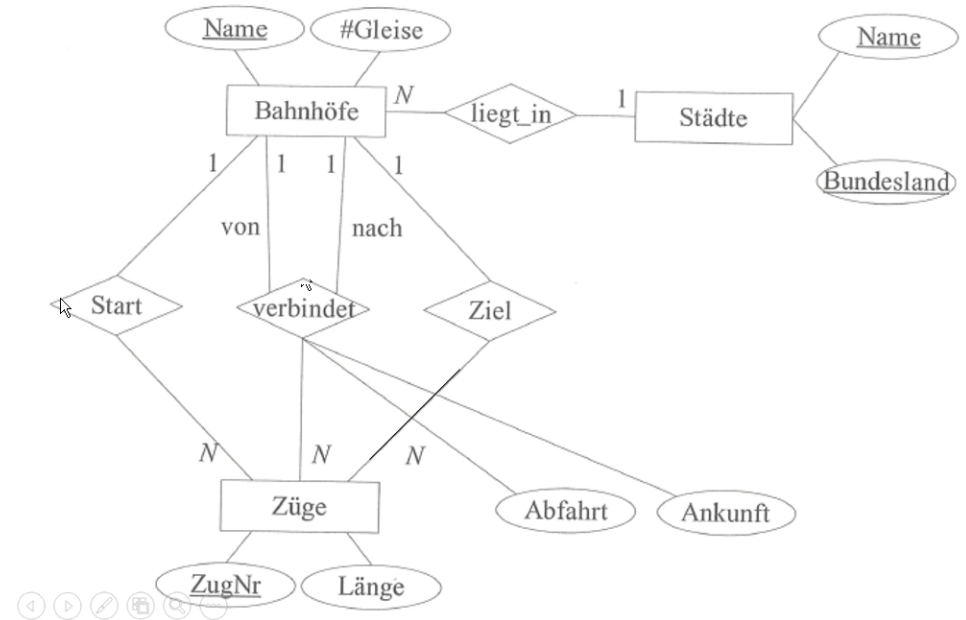 Name
#Gleise
Name
Bahnhöfe
N
liegt_in
1
Städte
Bundesland
1
1
1
1
von
nach
Start
verbindet
Ziel
N
N
N
Züge
Abfahrt
Ankunft
ZugNr
Länge